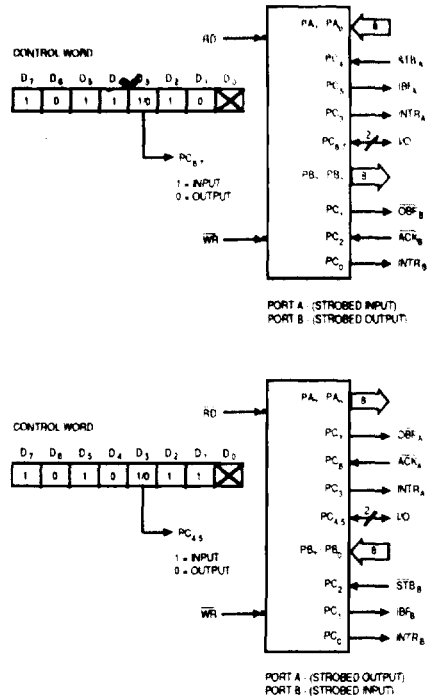 CONTROL WORD
D7 D6 D5 D3 D2 D1 D0
1 0 1 1 1/0 1 0
PC6,7
1 = INPUT
0 = OUTPUT
RD
WR
PA7 PA0 8
PC4 STBA
PC5 IBFA
PC3 INTRA
PC6,7 2 I/O
PB7 8
PC1 OBFB
PC2 ACKB
PC0 INTRB
PORT A - (STROBED INPUT)
PORT B - (STROBED OUTPUT)
CONTROL WORD
D7 D6 D5 D4 D3 D2 D1 D0
1 0 1 0 1/0 1 1
PC4,5
1 = INPUT
0 = OUTPUT
RD
WR
PA7 PA0 8
PC7 OBFA
PC6 ACKA
PC3 INTRA
PC4,5 2 I/O
PB7 PB0 8
PC2 STBB
PC1 IBFB
PC0 INTRB
PORT A - (STROBED OUTPUT)
PORT B - (STROBED INPUT)